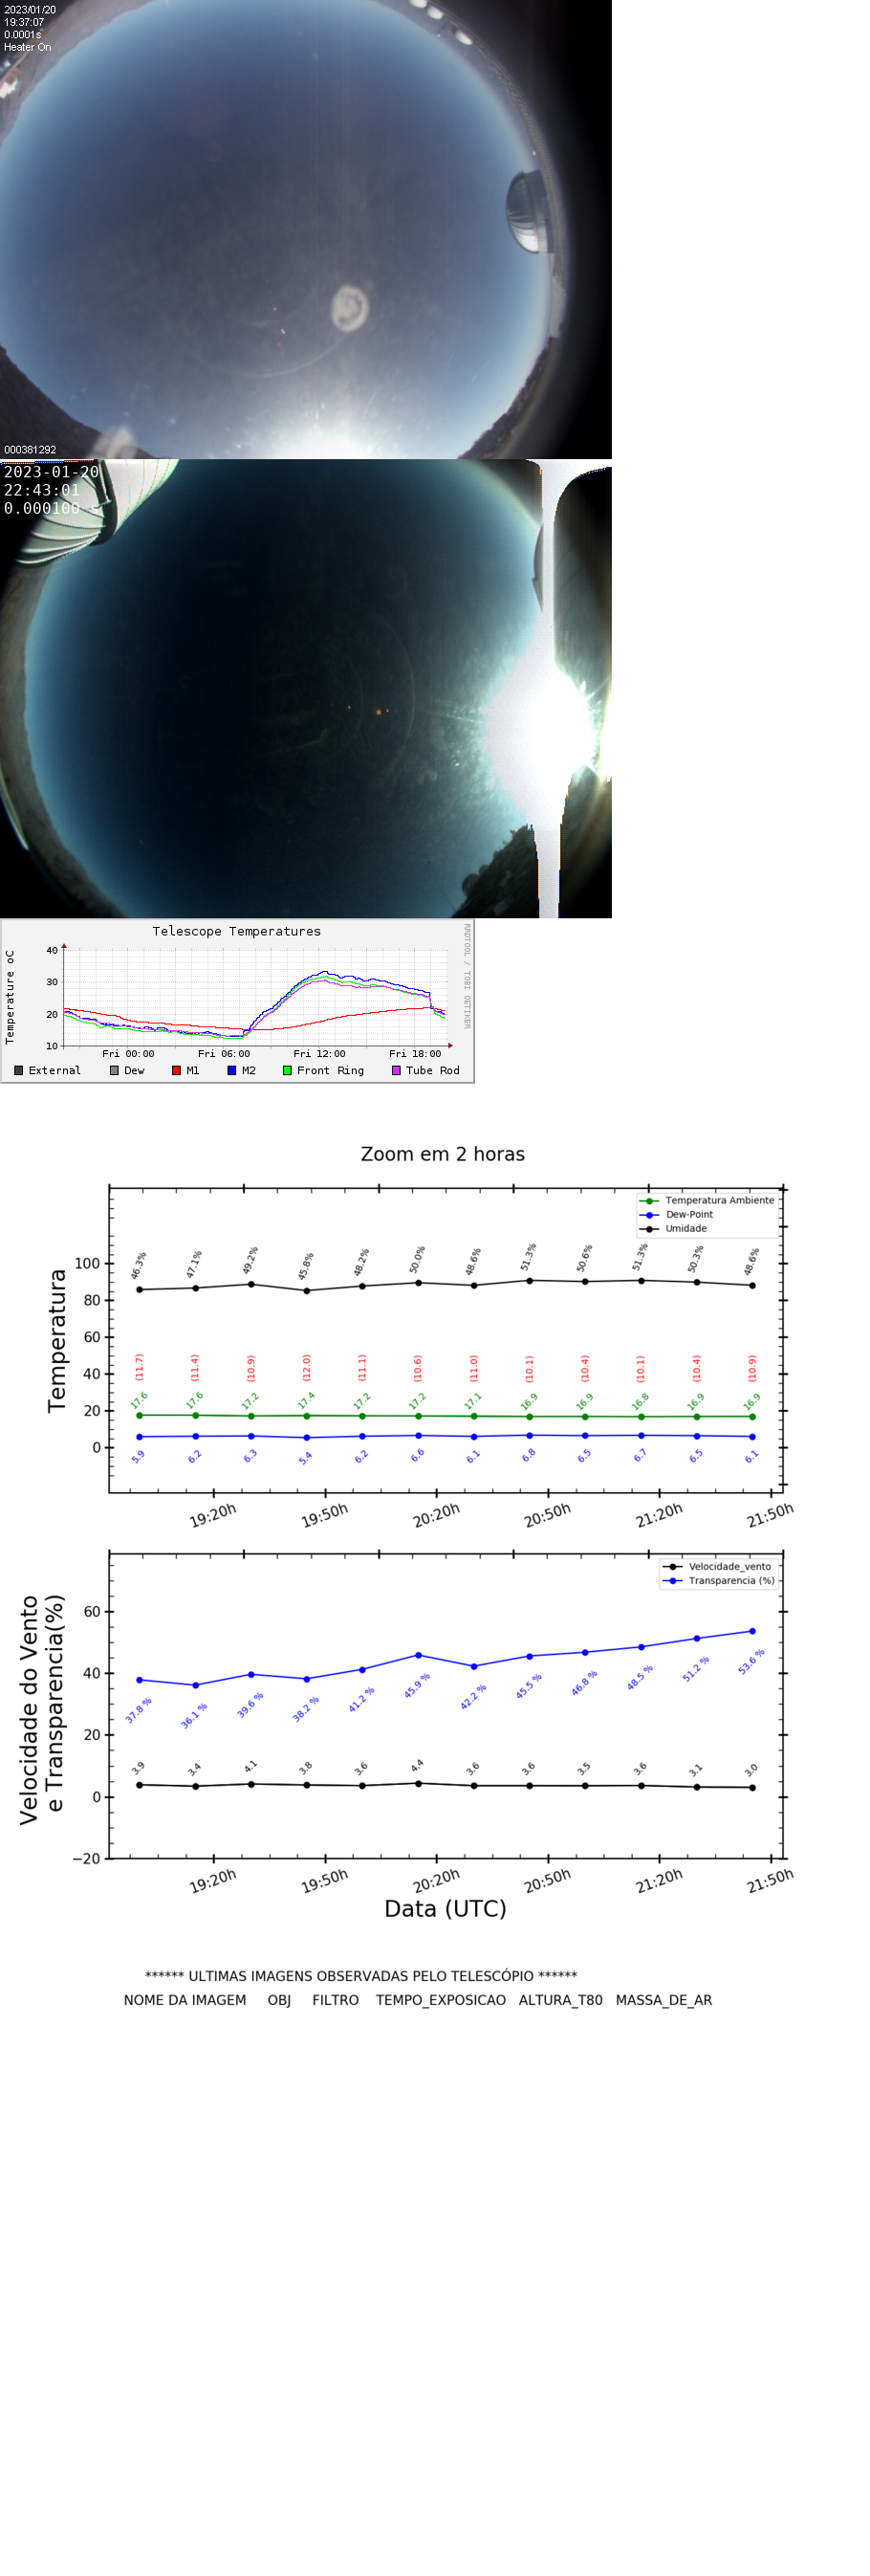 2023/01/20
19:37:07
0.0001s
Heater On
000381292
2023-01-20
22:43:01
0.000100 s
Telescope Temperatures
RRDTOOL / TOBI OETIKER
Temperature oC
40
30
20
10
Fri 00:00 Fri 06:00 Fri 12:00 Fri 18:00
External Dew M1 M2 Front Ring Tube Rod
Zoom em 2 horas
Temperatura Ambiente
Dew-Point
Umidade
Temperatura
100
80
60
40
20
0
46.3% 47.1% 49.2% 45.8% 48.2% 50.0% 48.6% 51.3% 50.6% 51.3% 50.3% 48.6%
(11.7) (11.4) (10.9) (12.0) (11.1) (10.6) (11.0) (10.1) (10.4) (10.1) (10.4) (10.9)
17.6 17.6 17.2 17.4 17.2 17.2 17.1 16.9 16.9 16.8 16.9 16.9
5.9 6.2 6.3 5.4 6.2 6.6 6.1 6.8 6.5 6.7 6.5 6.1
19:20h 19:50h 20:20h 20:50h 21:20h 21:50h
Velocidade_vento
Transparencia (%)
Velocidade do Vento
e Transparencia(%)
60
40
20
0
−20
37.8 % 36.1 % 39.6 % 38.2 % 41.2 % 45.9 % 42.2 % 45.5 % 46.8 % 48.5 % 51.2 % 53.6 %
3.9 3.4 4.1 3.8 3.6 4.4 3.6 3.6 3.5 3.6 3.1 3.0
19:20h 19:50h 20:20h 20:50h 21:20h 21:50h
Data (UTC)
****** ULTIMAS IMAGENS OBSERVADAS PELO TELESCÓPIO ******
NOME DA IMAGEM OBJ FILTRO TEMPO_EXPOSICAO ALTURA_T80 MASSA_DE_AR